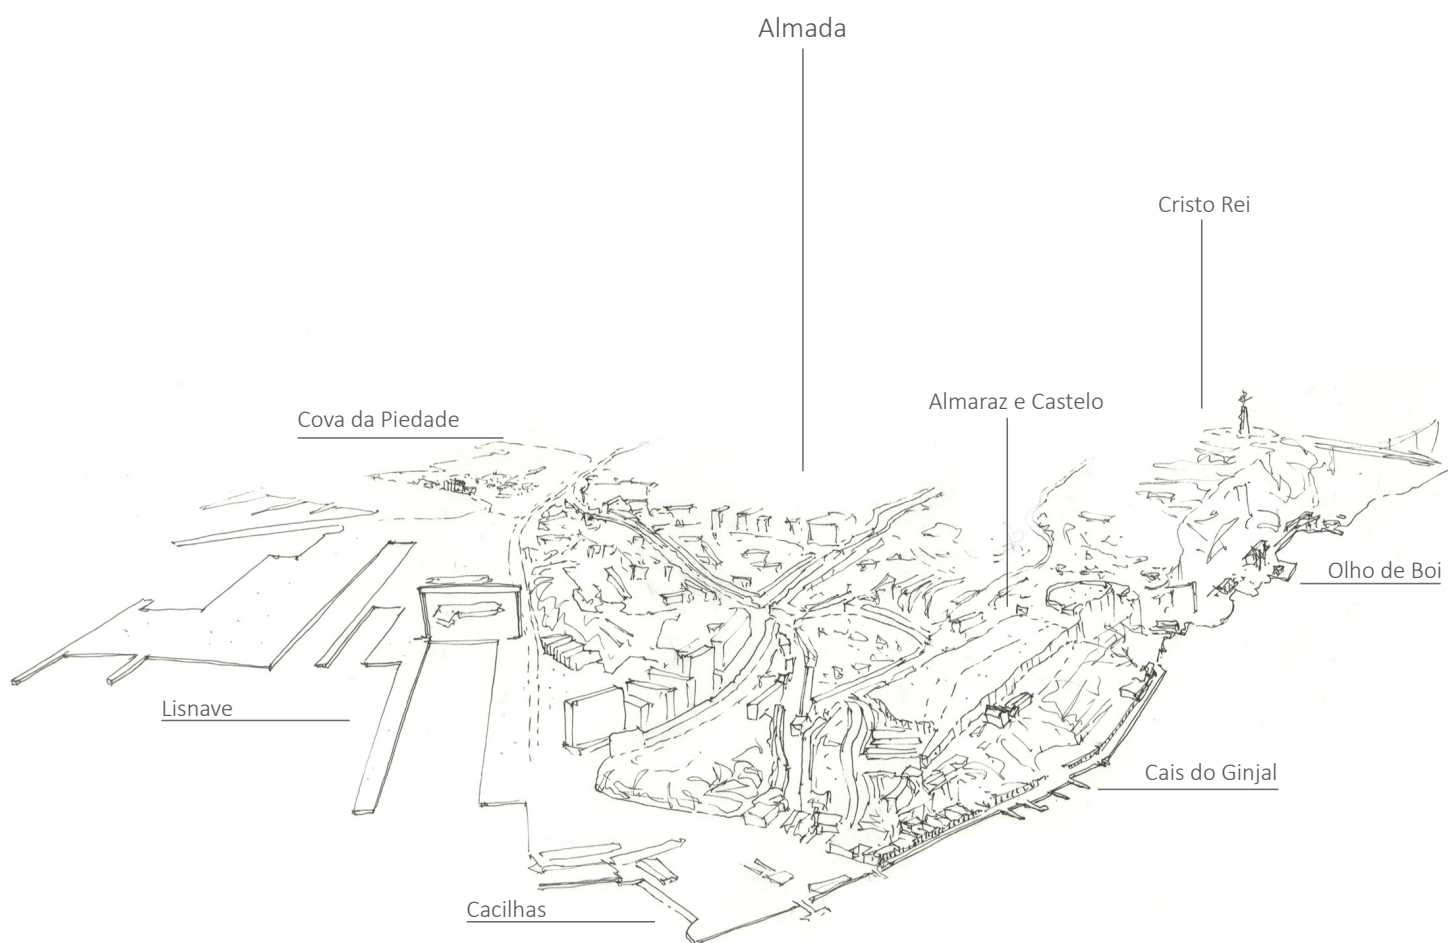 Almada
Cristo Rei
Almaraz e Castelo
Cova da Piedade
Olho de Boi
Lisnave
Cais do Ginjal
Cacilhas